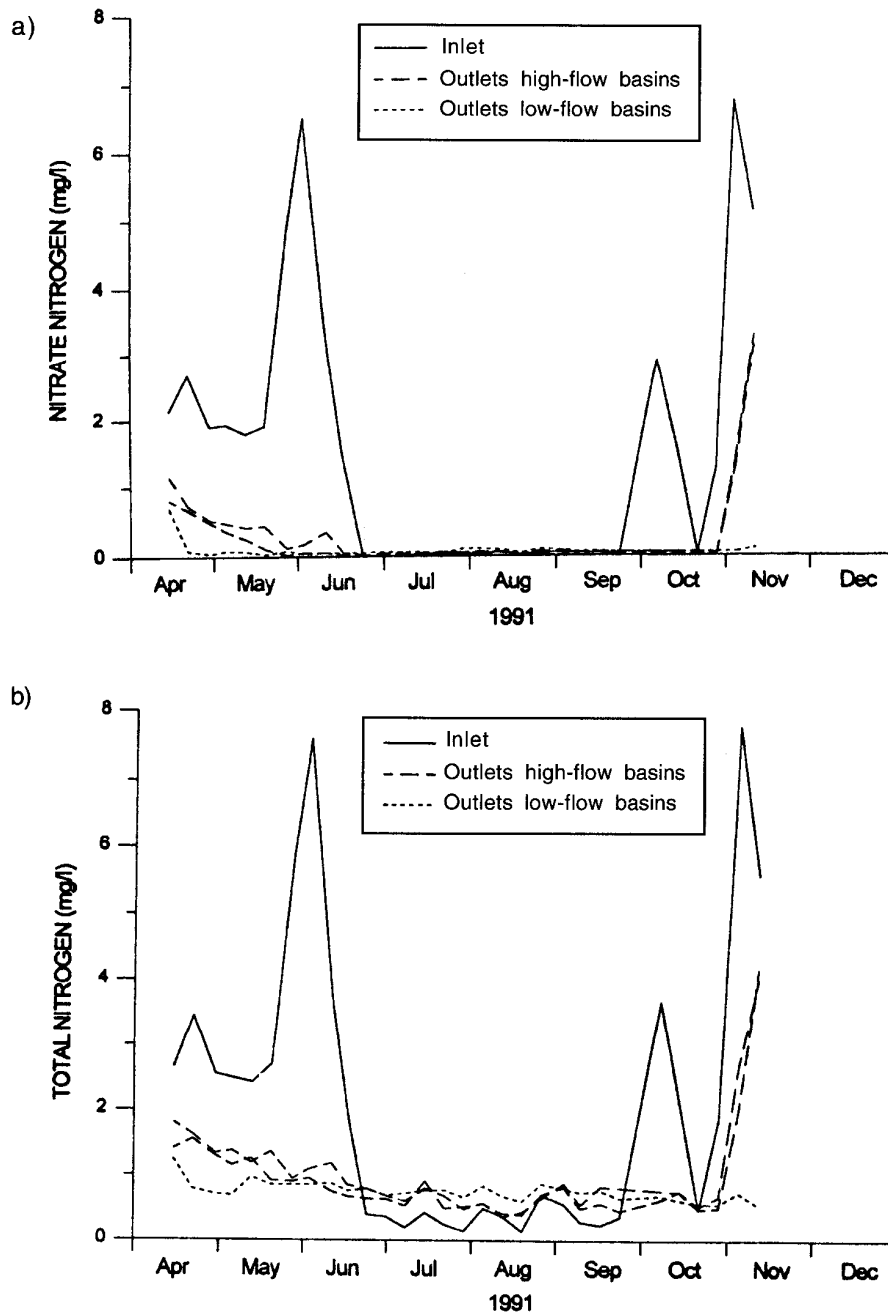 a)
8
6
4
2
0
NITRATE NITROGEN (mg/l)
Inlet
Outlets high-flow basins
Outlets low-flow basins
Apr May Jun Jul Aug Sep Oct Nov Dec
1991
b)
8
6
4
2
0
TOTAL NITROGEN (mg/l)
Inlet
Outlets high-flow basins
Outlets low-flow basins
Apr May Jun Jul Aug Sep Oct Nov Dec
1991